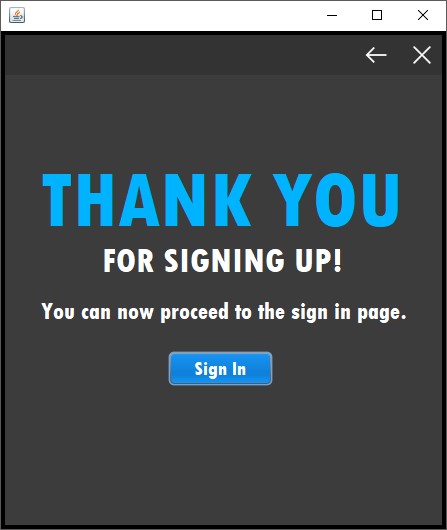 THANK YOU
FOR SIGNING UP!
You can now proceed to the sign in page.
Sign In